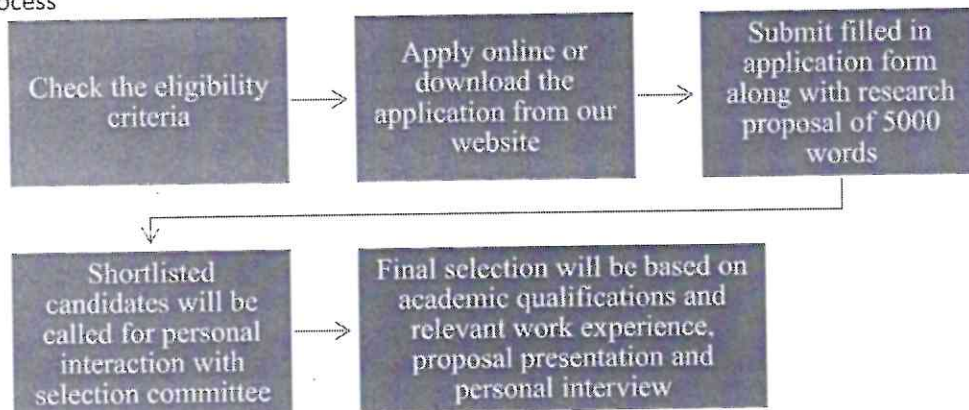 Check the eligibility
criteria
Apply online or
download the
application from our
website
Submit filled in
application form
along with research
proposal of 5000
words
Shortlisted
candidates will be
called for personal
interaction with
selection committee
Final selection will be based on
academic qualifications and
relevant work experience,
proposal presentation and
personal interview